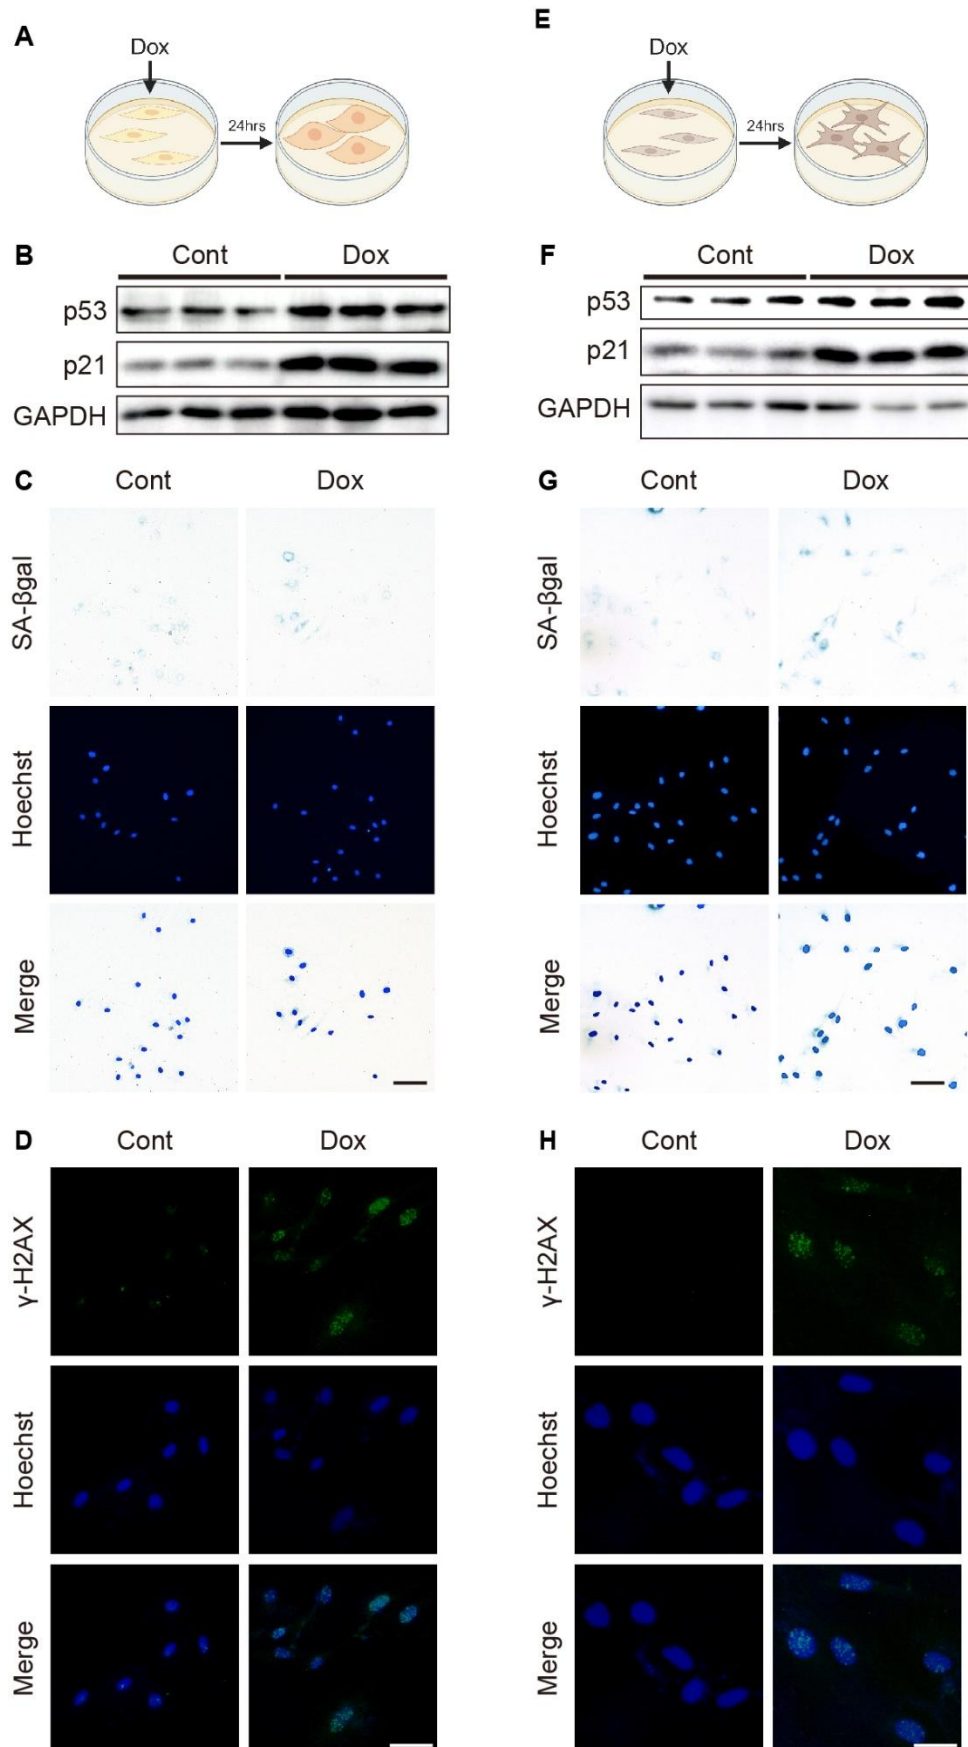 A
Dox
24hrs
B
Cont Dox
p53
p21
GAPDH
C
Cont Dox
SA-βgal
Hoechst
Merge
D
Cont Dox
γ-H2AX
Hoechst
Merge
E
Dox
24hrs
F
Cont Dox
p53
p21
GAPDH
G
Cont Dox
SA-βgal
Hoechst
Merge
H
Cont Dox
γ-H2AX
Hoechst
Merge